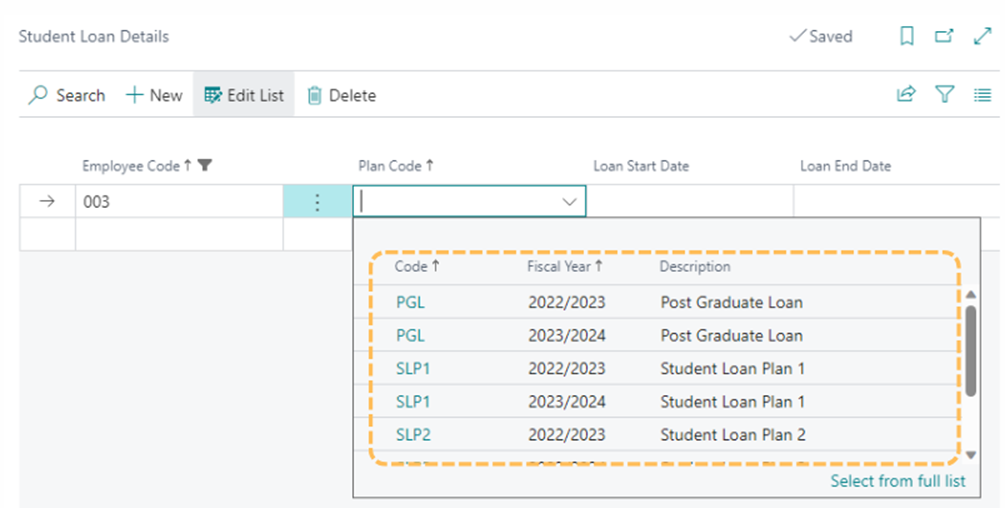 Student Loan Details
Saved
Search New Edit List Delete
Employee Code Plan Code Loan Start Date Loan End Date
003
Code Fiscal Year Description
PGL 2022/2023 Post Graduate Loan
PGL 2023/2024 Post Graduate Loan
SLP1 2022/2023 Student Loan Plan 1
SLP1 2023/2024 Student Loan Plan 1
SLP2 2022/2023 Student Loan Plan 2
Select from full list